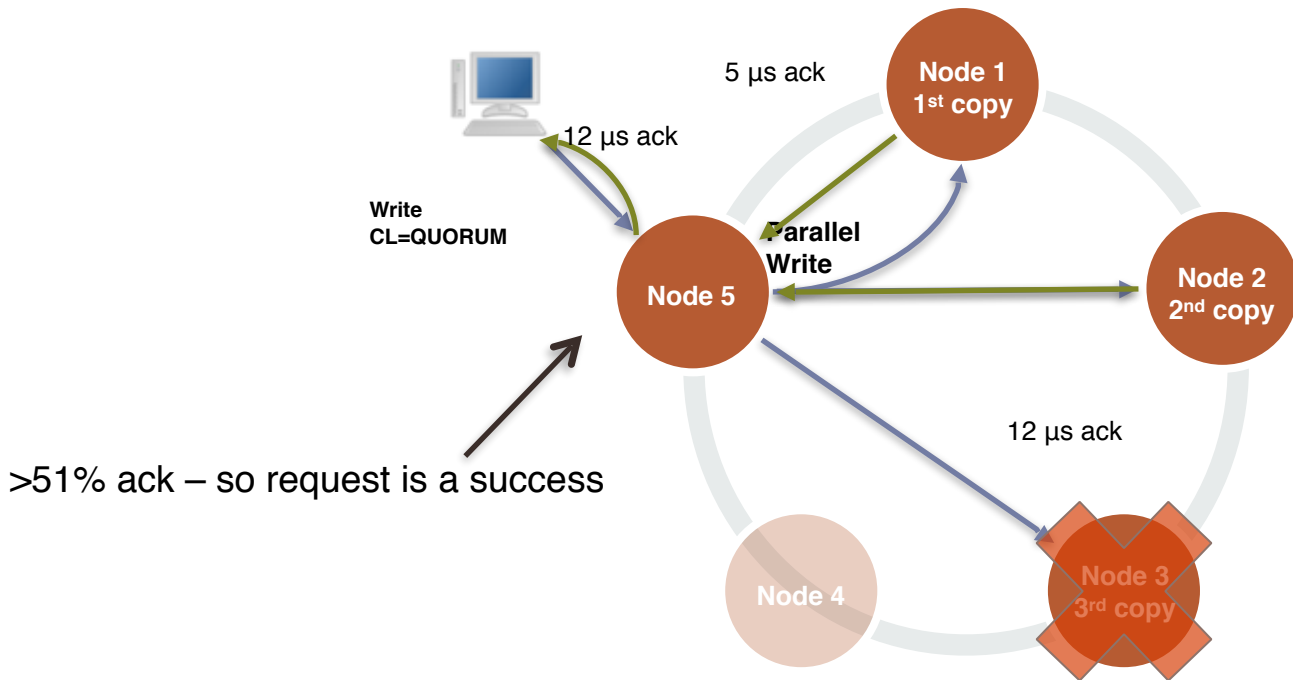 5 μs ack
Node 1
1st copy
12 μs ack
Write
CL=QUORUM
Parallel
Write
Node 5
Node 2
2nd copy
12 μs ack
>51% ack – so request is a success
Node 4
Node 3
3rd copy